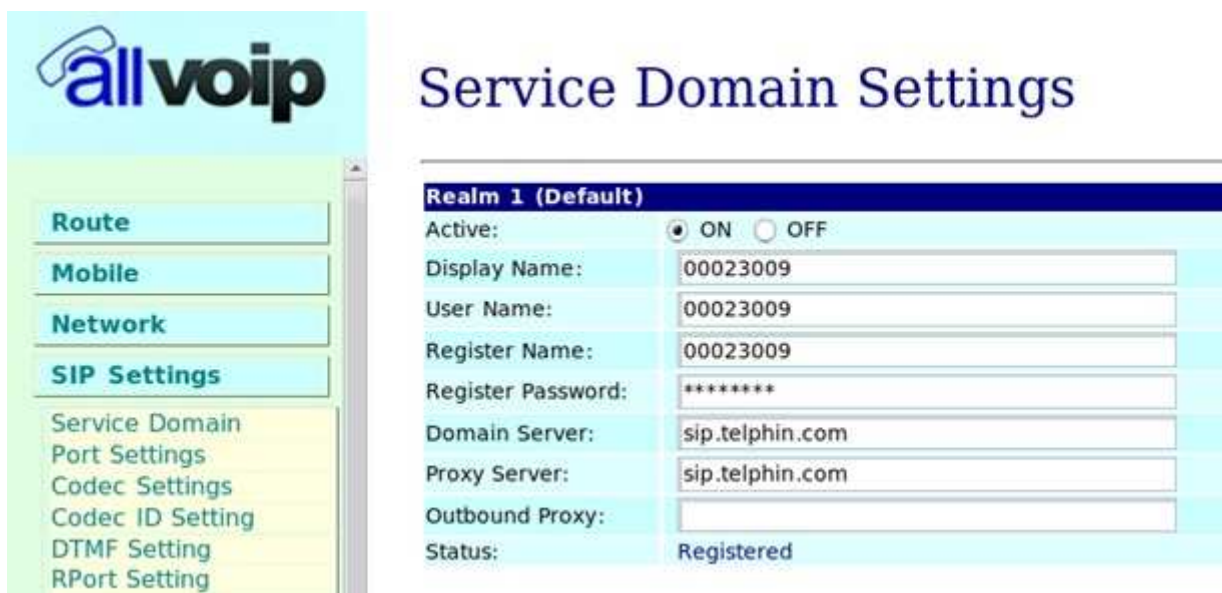 allvoip
Service Domain Settings
Route
Mobile
Network
SIP Settings
Service Domain
Port Settings
Codec Settings
Codec ID Setting
DTMF Setting
RPort Setting
Realm 1 (Default)
Active: ON OFF
Display Name: 00023009
User Name: 00023009
Register Name: 00023009
Register Password: ********
Domain Server: sip.telphin.com
Proxy Server: sip.telphin.com
Outbound Proxy:
Status: Registered